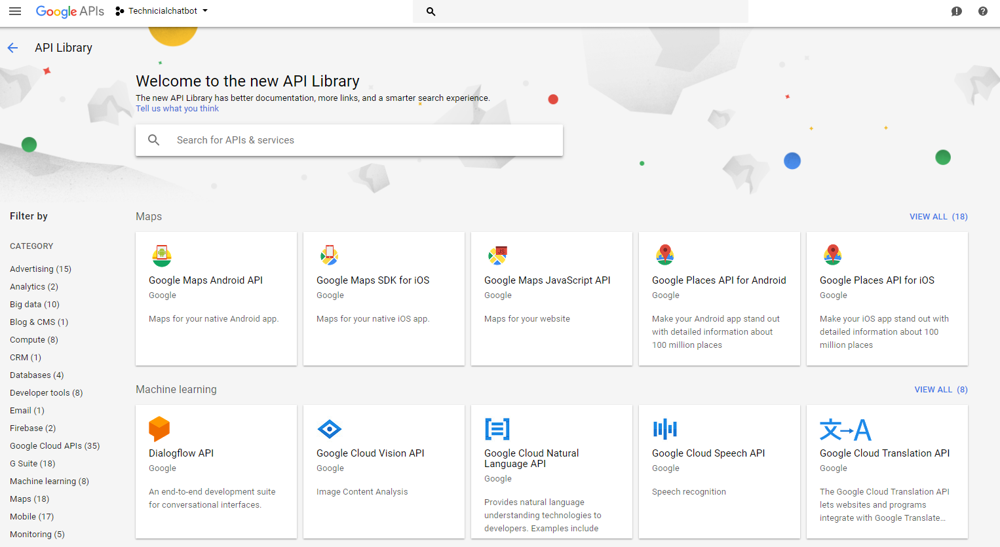 Google APIs
Technicialchatbot
API Library
Welcome to the new API Library
The new API Library has better documentation, more links, and a smarter search experience.
Tell us what you think
Search for APIs & services
Filter by
CATEGORY
Advertising (15)
Analytics (2)
Big data (10)
Blog & CMS (1)
Compute (8)
CRM (1)
Databases (4)
Developer tools (8)
Email (1)
Firebase (2)
Google Cloud APIs (35)
G Suite (18)
Machine learning (8)
Maps (18)
Mobile (17)
Monitoring (5)
Maps
VIEW ALL (18)
Google Maps Android API
Google
Maps for your native Android app.
Google Maps SDK for iOS
Google
Maps for your native iOS app.
JS
Google Maps JavaScript API
Google
Maps for your website
Google Places API for Android
Google
Make your Android app stand out
with detailed information about
100 million places
Google Places API for iOS
Google
Make your iOS app stand out with
detailed information about 100
million places
Machine learning
VIEW ALL (8)
Dialogflow API
Google
An end-to-end development suite
for conversational interfaces.
Google Cloud Vision API
Google
Image Content Analysis
Google Cloud Natural
Language API
Google
Provides natural language
understanding technologies to
developers. Examples include
Google Cloud Speech API
Google
Speech recognition
文→A
Google Cloud Translation API
Google
The Google Cloud Translation API
lets websites and programs
integrate with Google Translate...